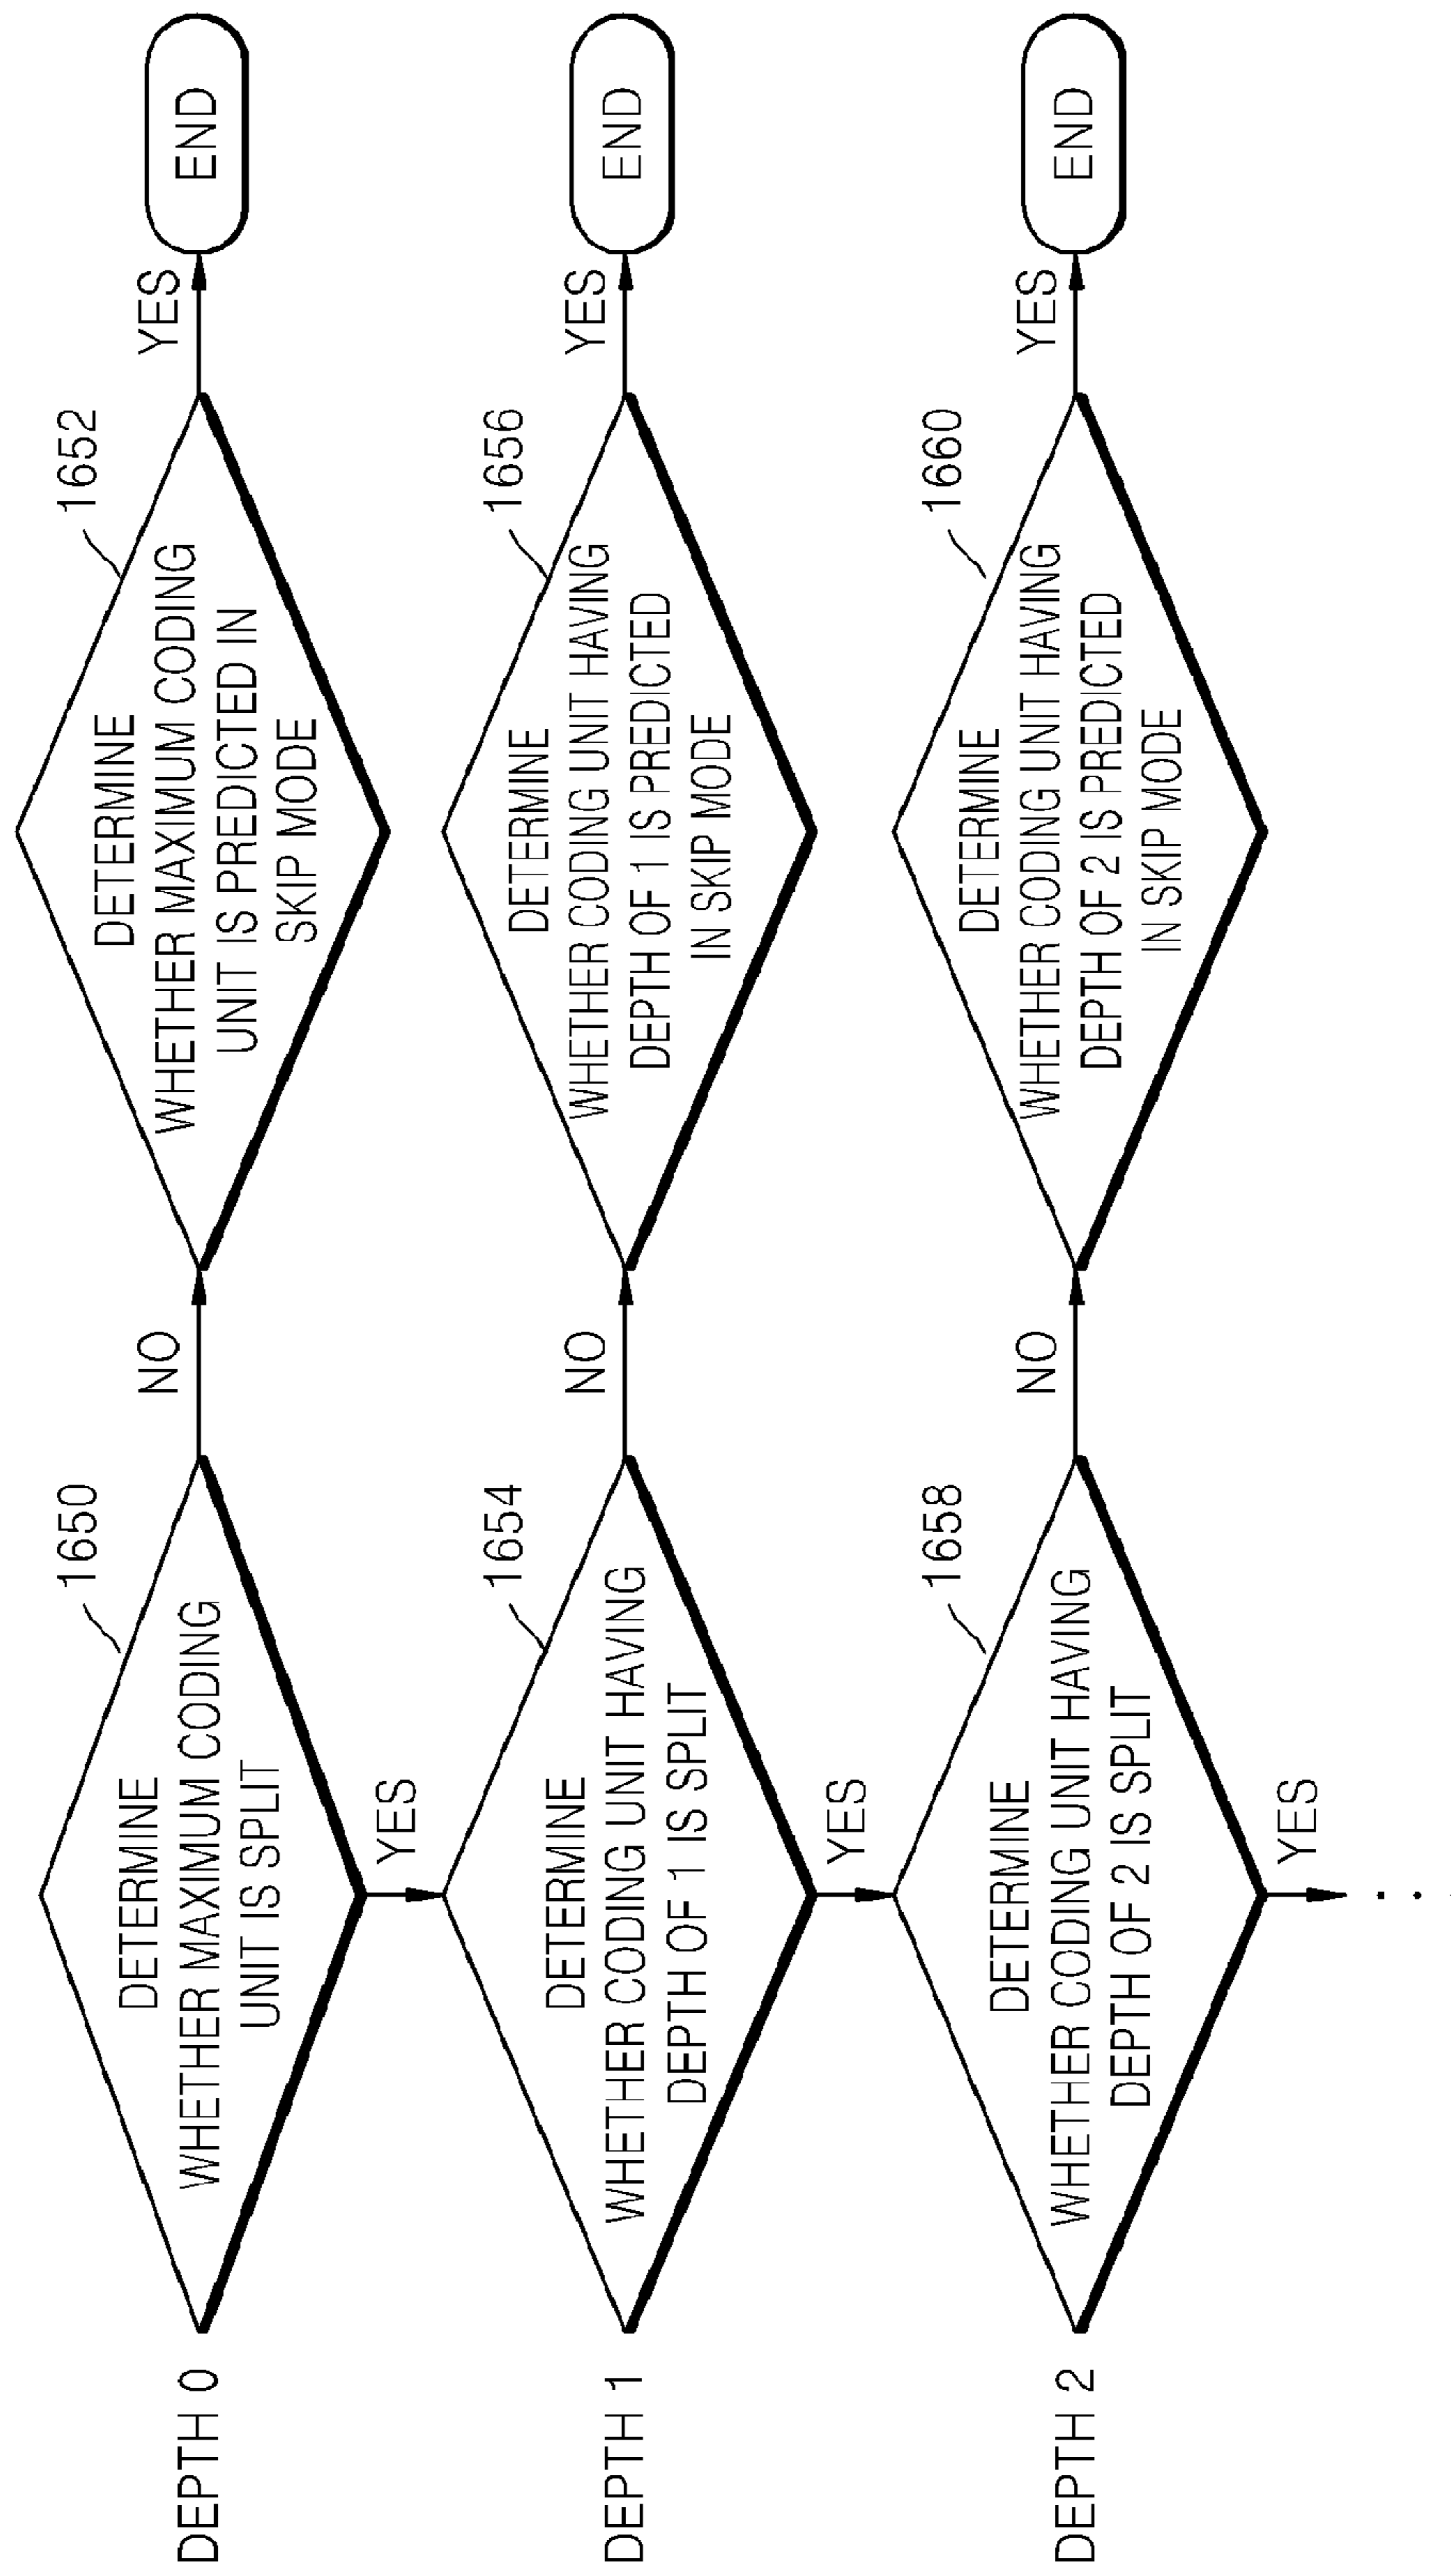 DEPTH 0
1650
DETERMINE
WHETHER MAXIMUM CODING
UNIT IS SPLIT
NO
1652
DETERMINE
WHETHER MAXIMUM CODING
UNIT IS PREDICTED IN
SKIP MODE
YES
END
YES
DEPTH 1
1654
DETERMINE
WHETHER CODING UNIT HAVING
DEPTH OF 1 IS SPLIT
NO
1656
DETERMINE
WHETHER CODING UNIT HAVING
DEPTH OF 1 IS PREDICTED
IN SKIP MODE
YES
END
YES
DEPTH 2
1658
DETERMINE
WHETHER CODING UNIT HAVING
DEPTH OF 2 IS SPLIT
NO
1660
DETERMINE
WHETHER CODING UNIT HAVING
DEPTH OF 2 IS PREDICTED
IN SKIP MODE
YES
END
YES